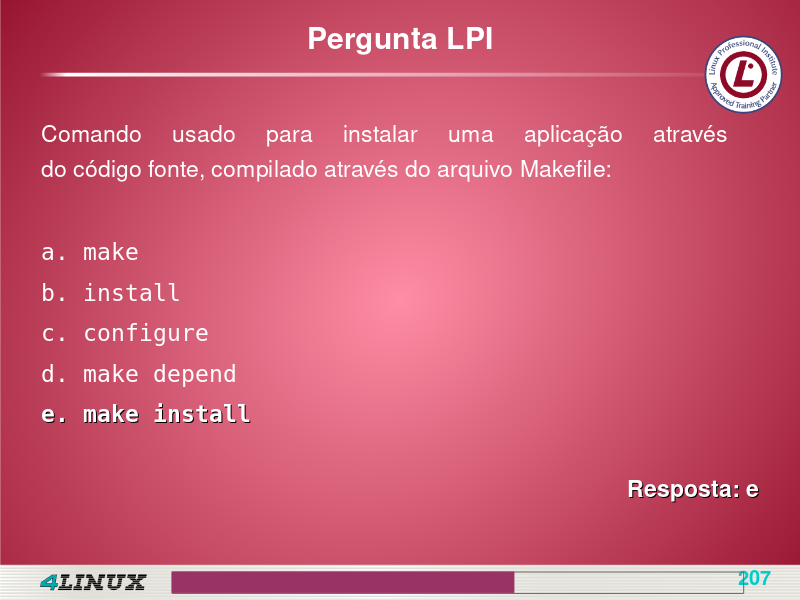 Pergunta LPI
Linux Professional Institute
Approved Training Partner
Comando usado para instalar uma aplicação através
do código fonte, compilado através do arquivo Makefile:
a. make
b. install
c. configure
d. make depend
e. make install
Resposta: e
4LINUX
207